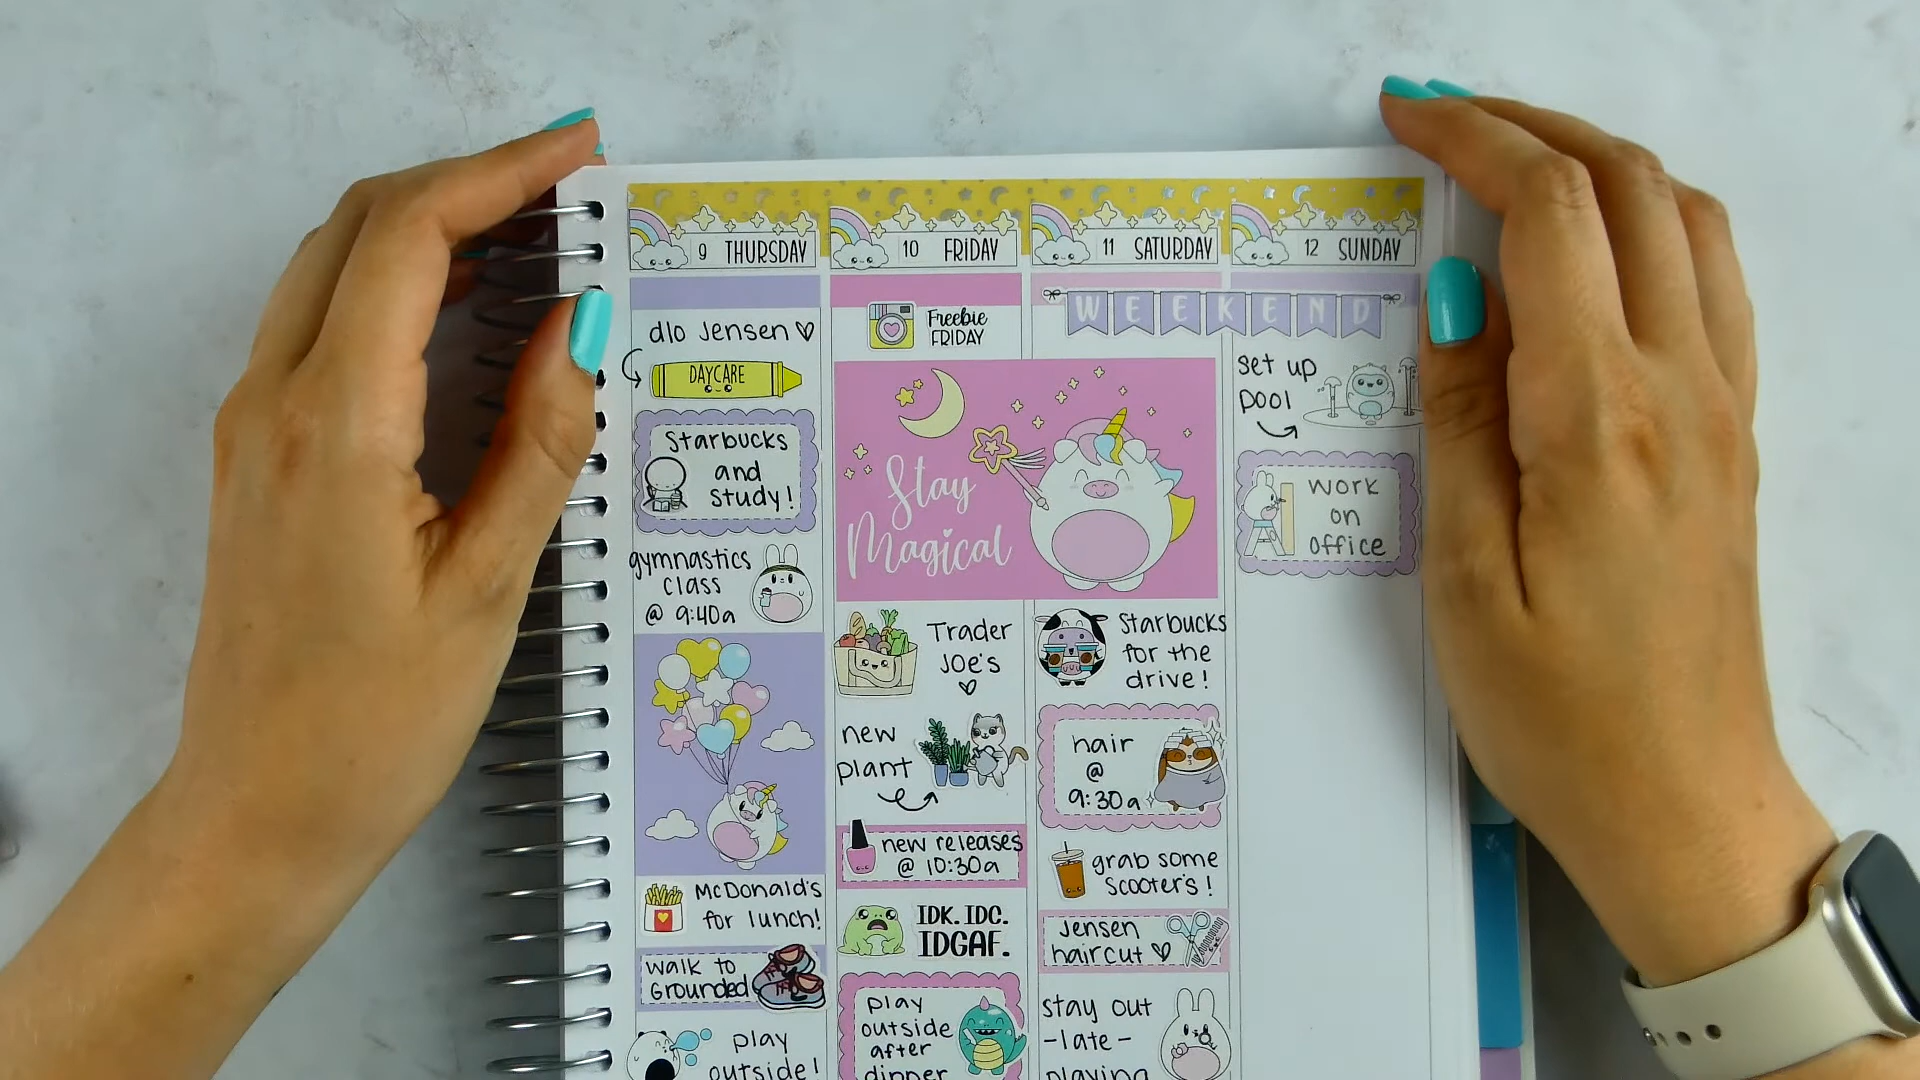 9 THURSDAY
dlo Jensen ♡
DAYCARE
Starbucks
and
study!
gymnastics
class
@ 9:40a
McDonald's
for lunch!
walk to
Grounded
play
outside!
10 FRIDAY
Freebie
FRIDAY
Stay
Magical
Trader
Joe's
♡
new
plant
new releases
@ 10:30a
IDK. IDC.
IDGAF.
play
outside
after
dinner
11 SATURDAY
WEEKEND
Starbucks
for the
drive!
hair
@
9:30a
grab some
Scooter's!
Jensen
haircut ♡
stay out
-late-
playing
12 SUNDAY
set up
pool
work
on
office